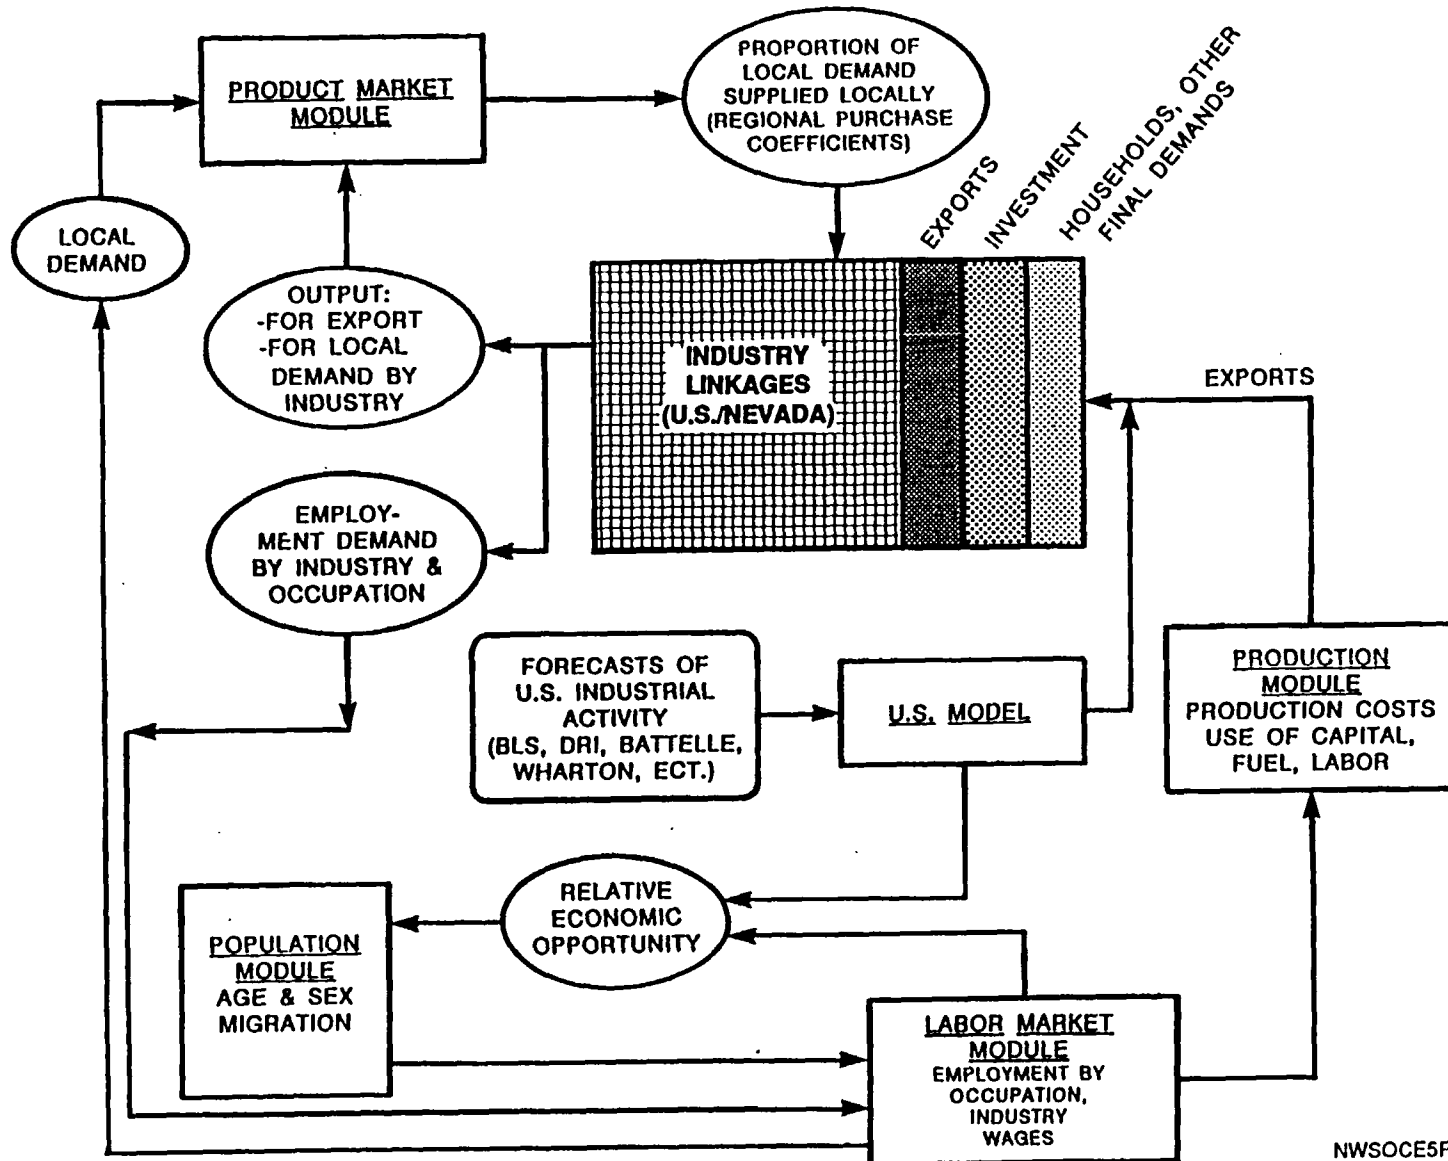 PRODUCT MARKET
MODULE
PROPORTION OF
LOCAL DEMAND
SUPPLIED LOCALLY
(REGIONAL PURCHASE
COEFFICIENTS)
EXPORTS
INVESTMENT
HOUSEHOLDS, OTHER
FINAL DEMANDS
LOCAL
DEMAND
OUTPUT:
-FOR EXPORT
-FOR LOCAL
DEMAND BY
INDUSTRY
INDUSTRY
LINKAGES
(U.S./NEVADA)
EXPORTS
EMPLOY-
MENT DEMAND
BY INDUSTRY &
OCCUPATION
FORECASTS OF
U.S. INDUSTRIAL
ACTIVITY
(BLS, DRI, BATTELLE,
WHARTON, ECT.)
U.S. MODEL
PRODUCTION
MODULE
PRODUCTION COSTS
USE OF CAPITAL,
FUEL, LABOR
RELATIVE
ECONOMIC
OPPORTUNITY
POPULATION
MODULE
AGE & SEX
MIGRATION
LABOR MARKET
MODULE
EMPLOYMENT BY
OCCUPATION,
INDUSTRY
WAGES
NWSOCE5F